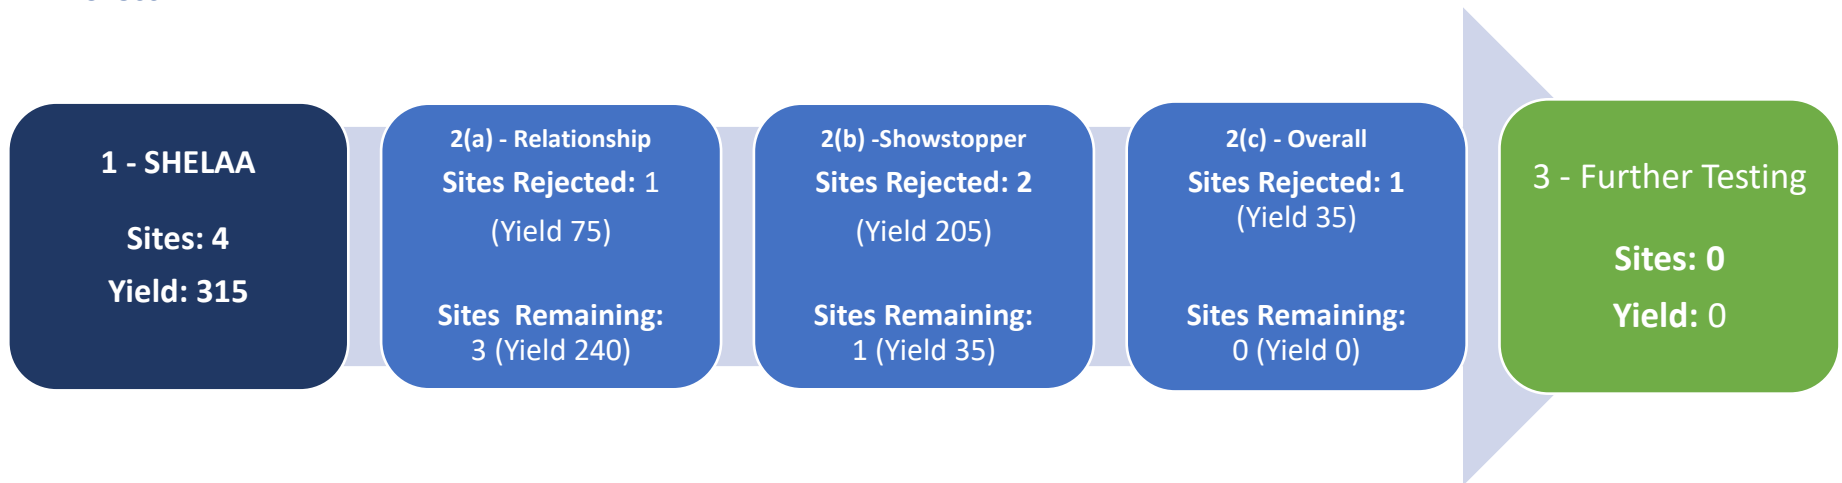 1 - SHELAA
Sites: 4
Yield: 315
2(a) - Relationship
Sites Rejected: 1
(Yield 75)
Sites Remaining:
3 (Yield 240)
2(b) -Showstopper
Sites Rejected: 2
(Yield 205)
Sites Remaining:
1 (Yield 35)
2(c) - Overall
Sites Rejected: 1
(Yield 35)
Sites Remaining:
0 (Yield 0)
3 - Further Testing
Sites: 0
Yield: 0